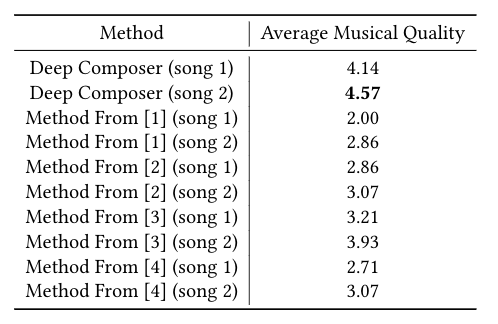 Method Average Musical Quality
Deep Composer (song 1) 4.14
Deep Composer (song 2) 4.57
Method From [1] (song 1) 2.00
Method From [1] (song 2) 2.86
Method From [2] (song 1) 2.86
Method From [2] (song 2) 3.07
Method From [3] (song 1) 3.21
Method From [3] (song 2) 3.93
Method From [4] (song 1) 2.71
Method From [4] (song 2) 3.07